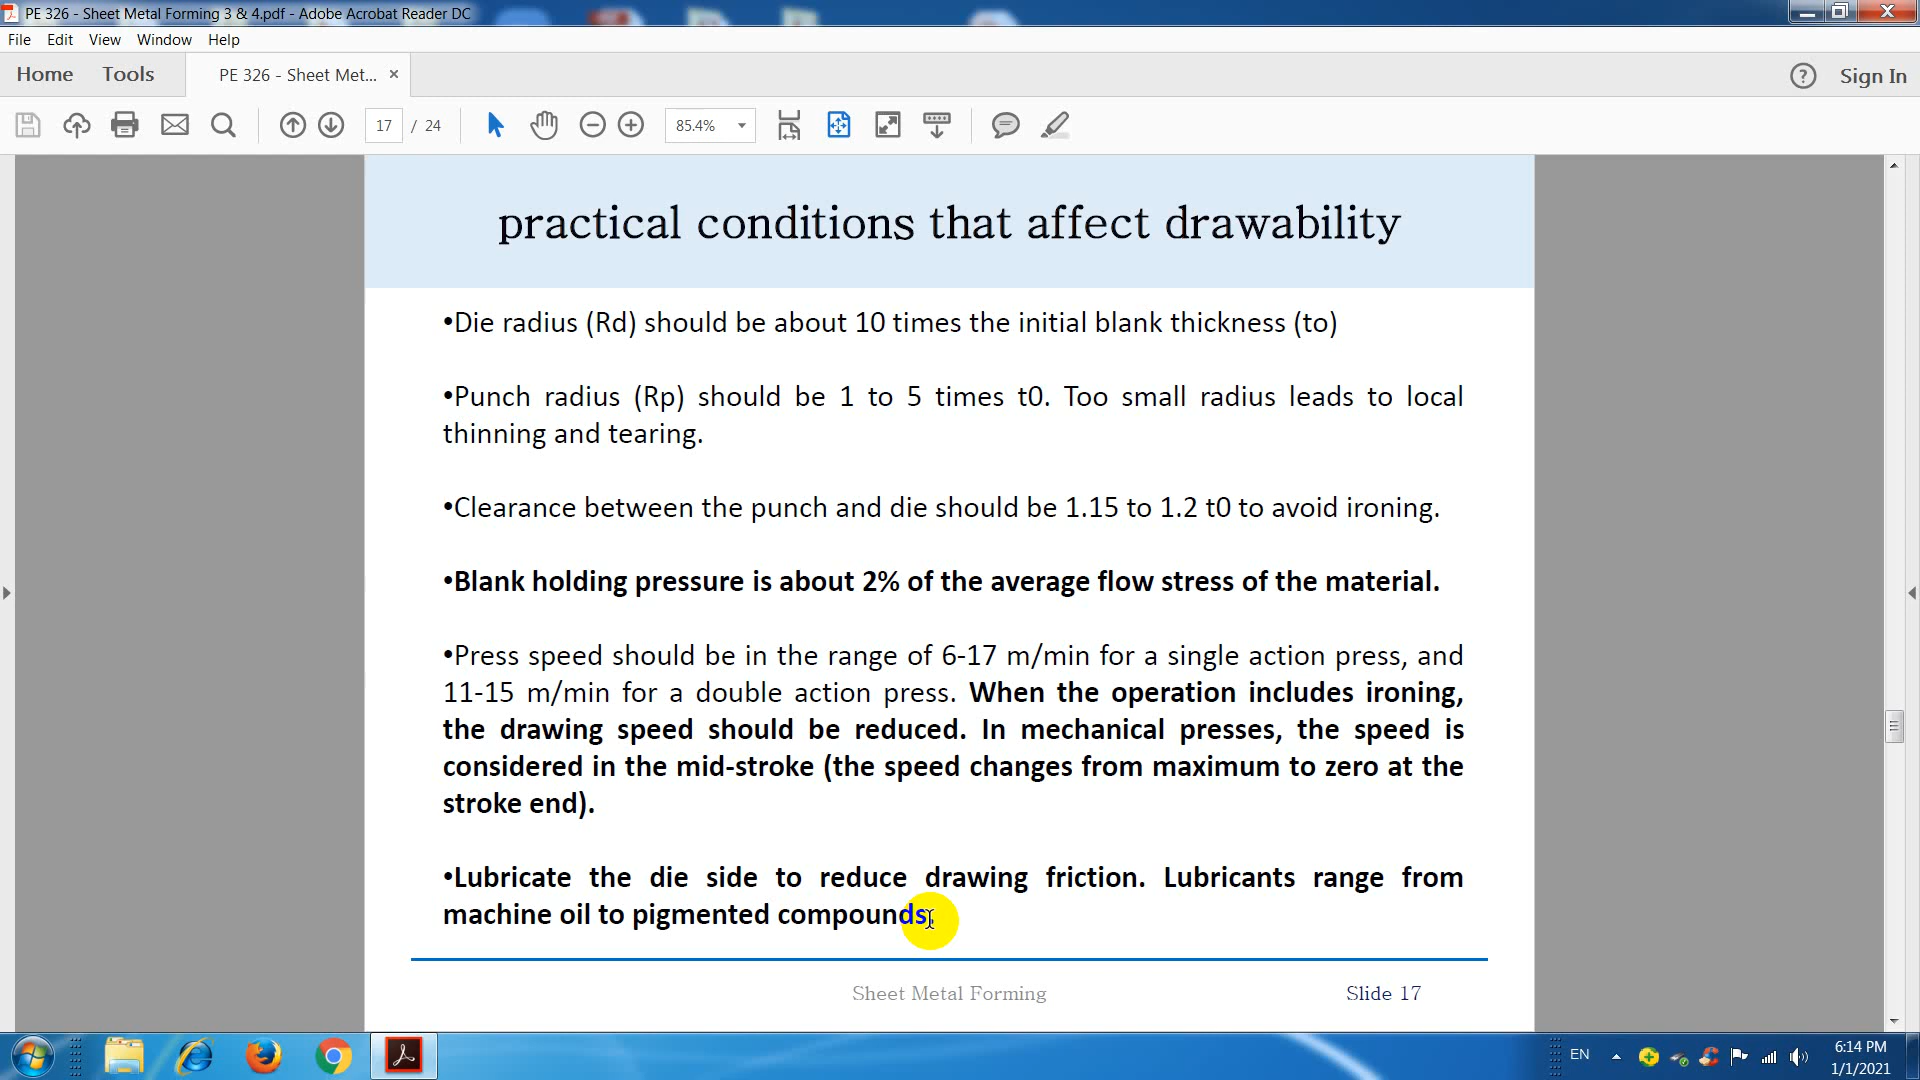 PE 326 - Sheet Metal Forming 3 & 4.pdf - Adobe Acrobat Reader DC
File Edit View Window Help
Home Tools PE 326 - Sheet Met... × ? Sign In
17 / 24 85.4%
practical conditions that affect drawability
•Die radius (Rd) should be about 10 times the initial blank thickness (to)
•Punch radius (Rp) should be 1 to 5 times t0. Too small radius leads to local
thinning and tearing.
•Clearance between the punch and die should be 1.15 to 1.2 t0 to avoid ironing.
•Blank holding pressure is about 2% of the average flow stress of the material.
•Press speed should be in the range of 6-17 m/min for a single action press, and
11-15 m/min for a double action press. When the operation includes ironing,
the drawing speed should be reduced. In mechanical presses, the speed is
considered in the mid-stroke (the speed changes from maximum to zero at the
stroke end).
•Lubricate the die side to reduce drawing friction. Lubricants range from
machine oil to pigmented compounds.
Sheet Metal Forming Slide 17
EN 6:14 PM
1/1/2021